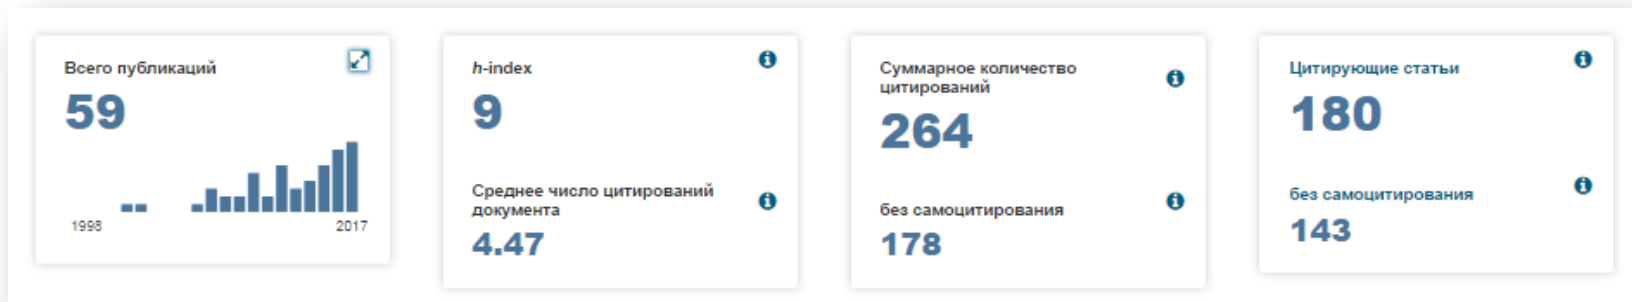 Всего публикаций
59
1998
2017
h-index
9
Среднее число цитирований
документа
4.47
Суммарное количество
цитирований
264
без самоцитирования
178
Цитирующие статьи
180
без самоцитирования
143